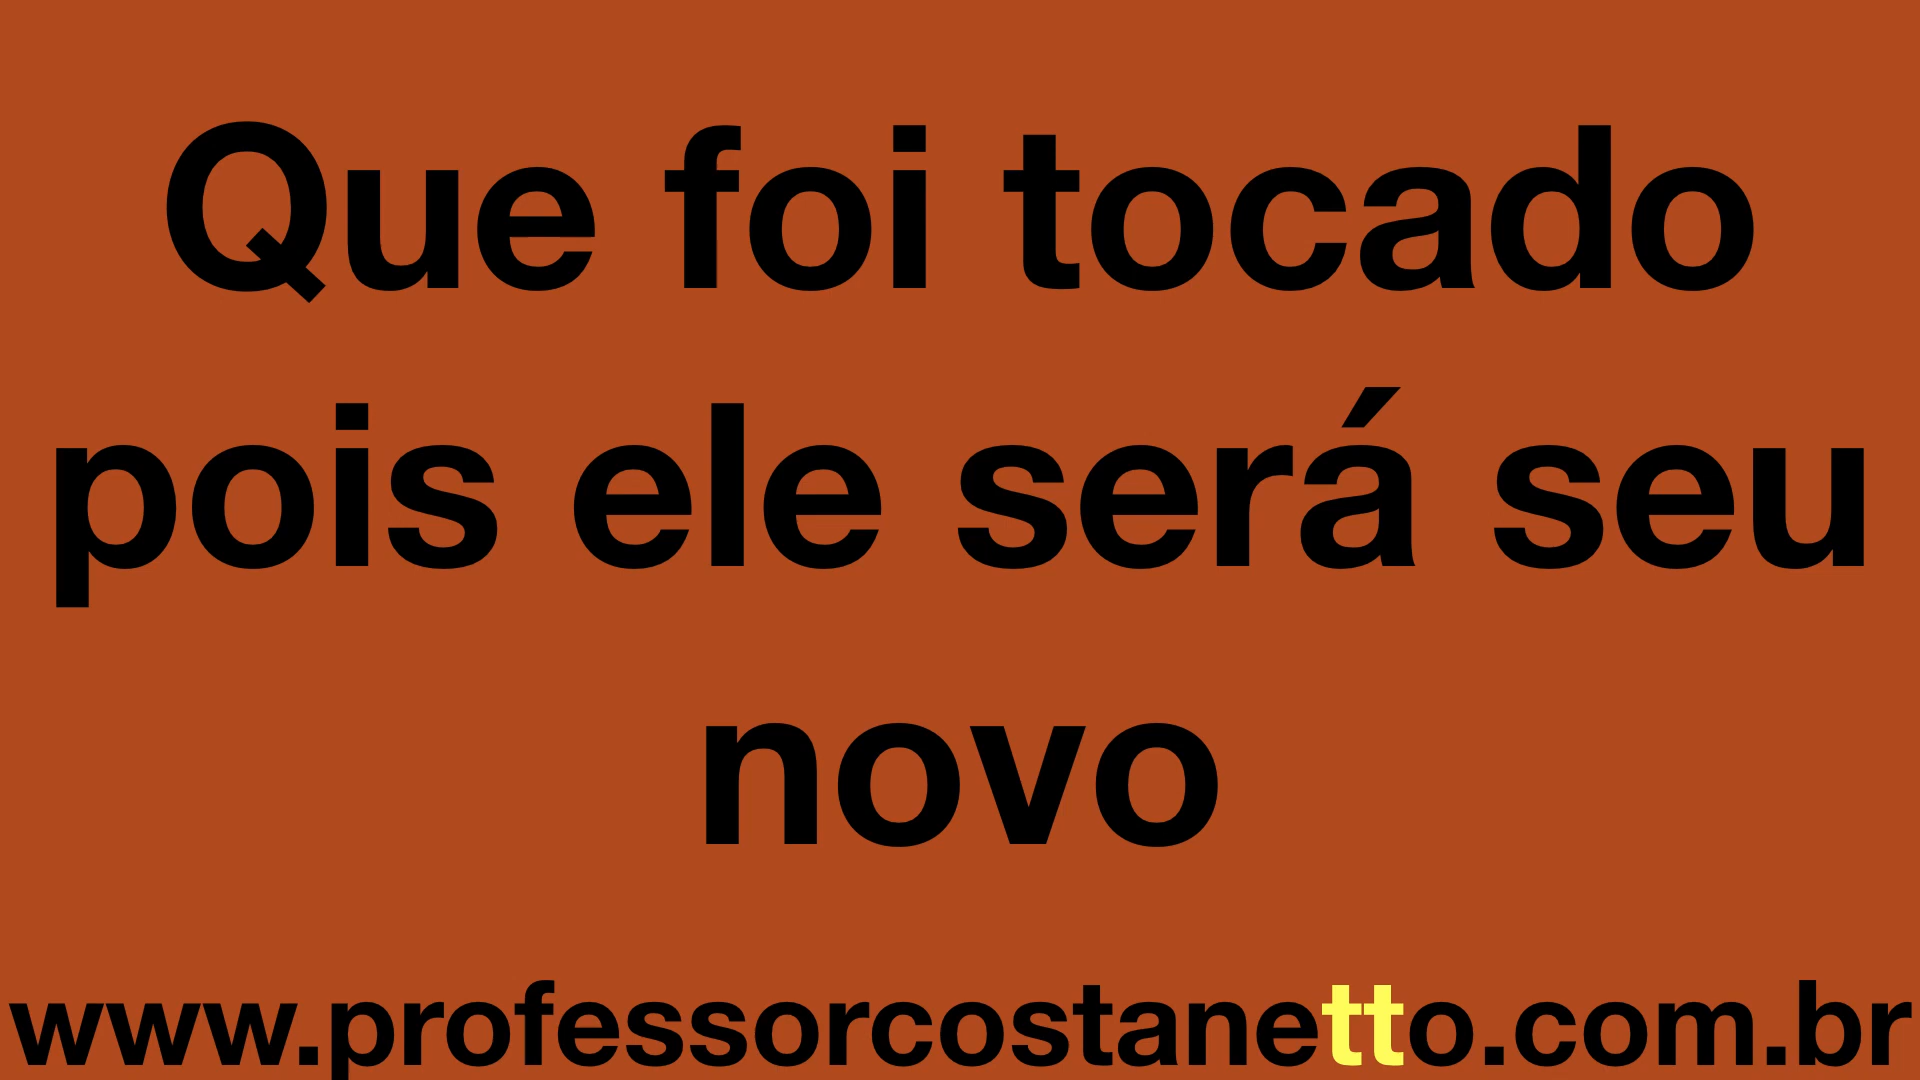 Que foi tocado
pois ele será seu
novo
www.professorcostanetto.com.br